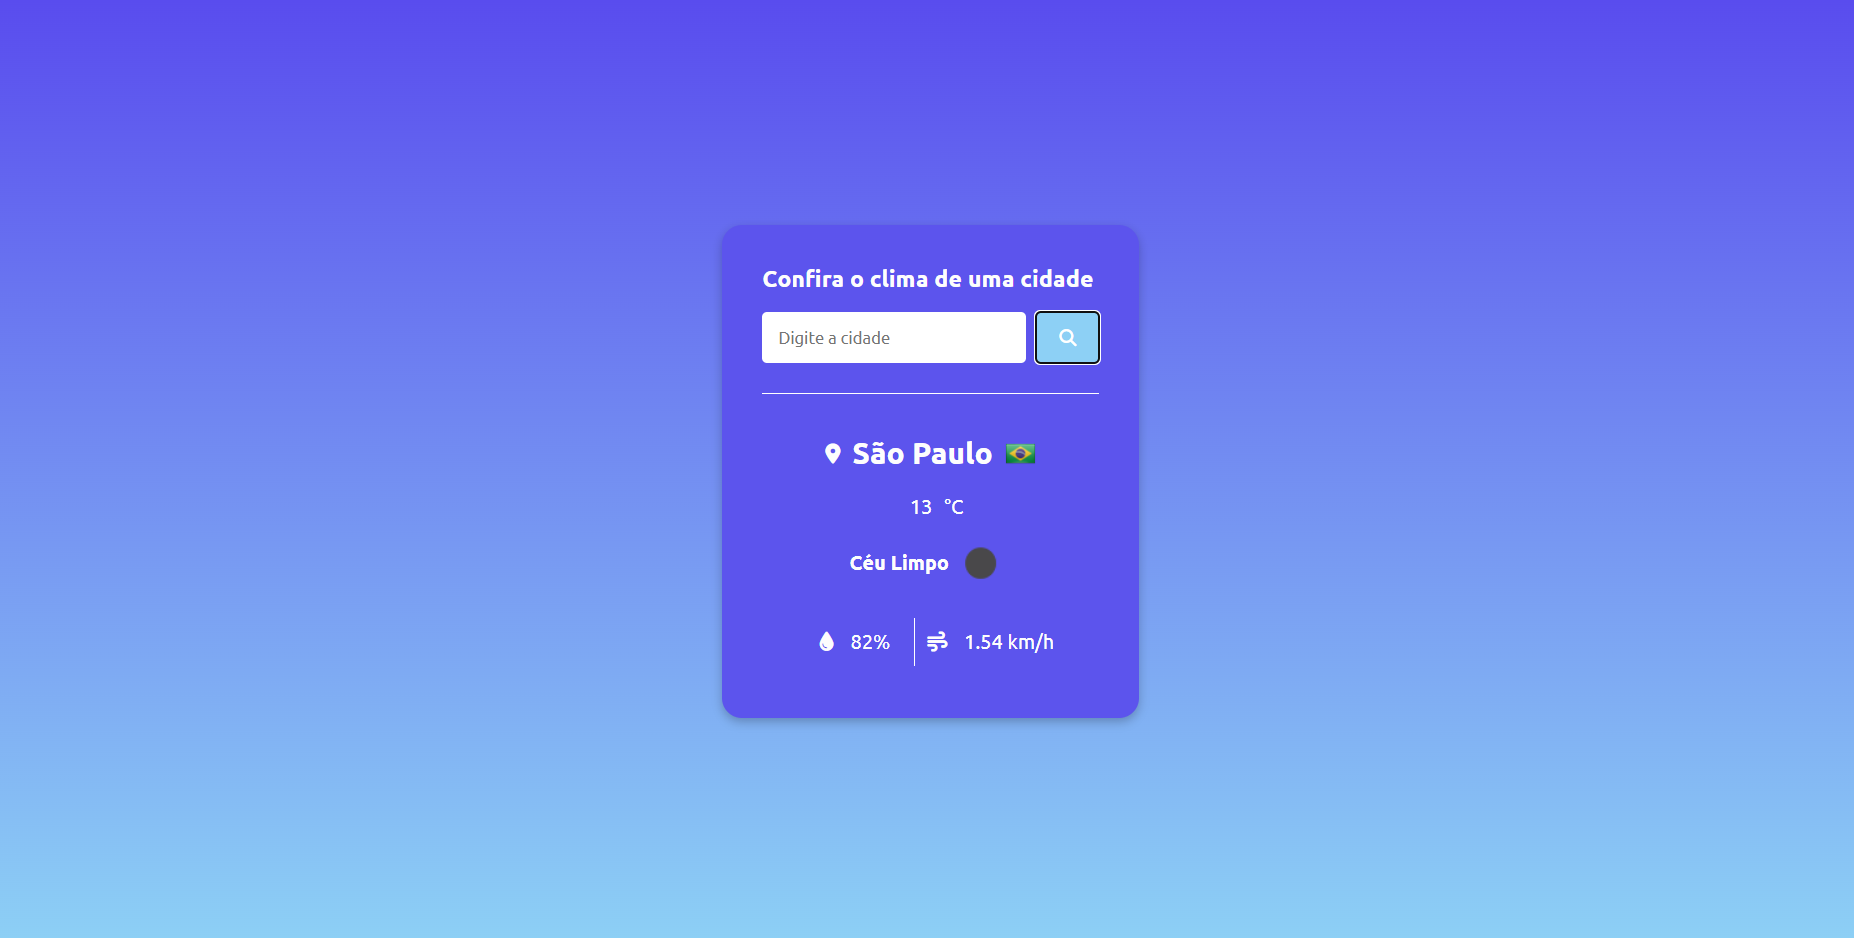 Confira o clima de uma cidade
Digite a cidade
São Paulo
13 °C
Céu Limpo
82% 1.54 km/h